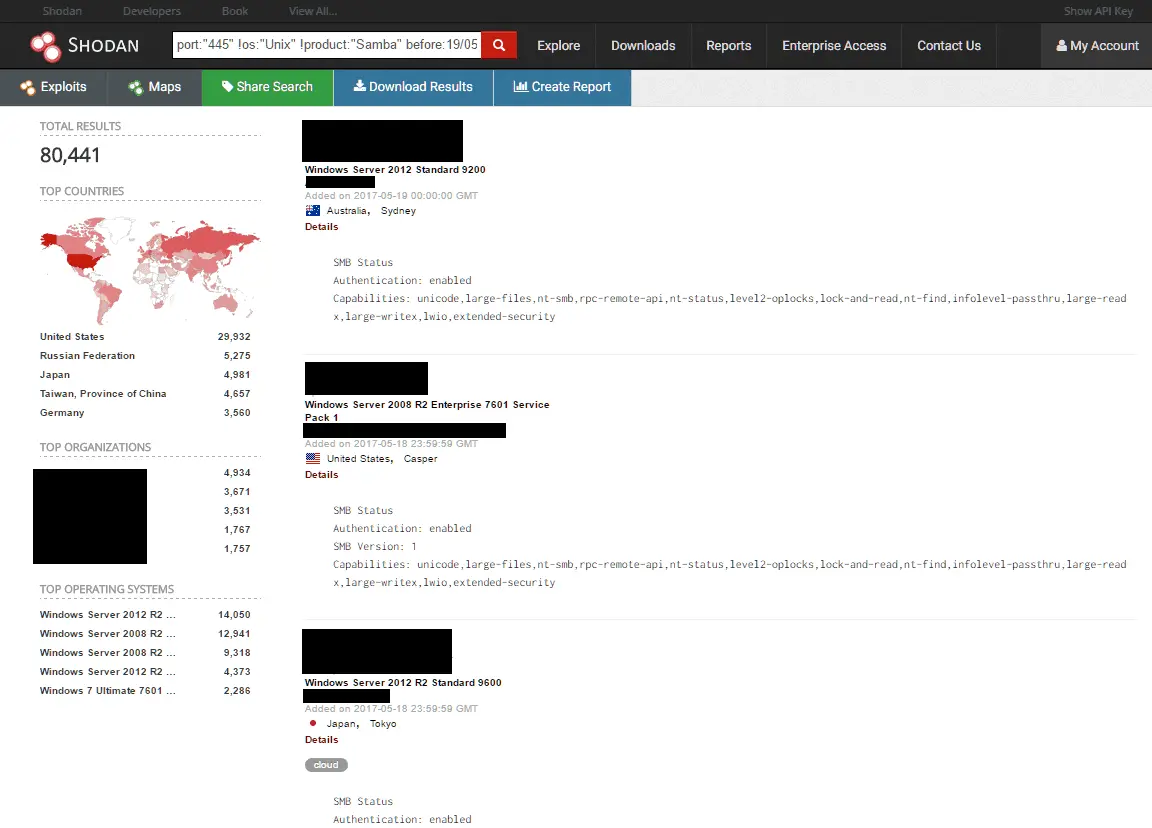 Shodan Developers Book View All... Show API Key
SHODAN port:"445" !os:"Unix" !product:"Samba" before:19/05 Explore Downloads Reports Enterprise Access Contact Us My Account
Exploits Maps Share Search Download Results Create Report
TOTAL RESULTS
80,441
TOP COUNTRIES
United States 29,932
Russian Federation 5,275
Japan 4,981
Taiwan, Province of China 4,657
Germany 3,560
TOP ORGANIZATIONS
4,934
3,671
3,531
1,767
1,757
TOP OPERATING SYSTEMS
Windows Server 2012 R2 ... 14,050
Windows Server 2008 R2 ... 12,941
Windows Server 2008 R2 ... 9,318
Windows Server 2012 R2 ... 4,373
Windows 7 Ultimate 7601 ... 2,286
Windows Server 2012 Standard 9200
Added on 2017-05-19 00:00:00 GMT
Australia, Sydney
Details
SMB Status
Authentication: enabled
Capabilities: unicode,large-files,nt-smb,rpc-remote-api,nt-status,level2-oplocks,lock-and-read,nt-find,infolevel-passthru,large-read
x,large-writex,lwio,extended-security
Windows Server 2008 R2 Enterprise 7601 Service
Pack 1
Added on 2017-05-18 23:59:59 GMT
United States, Casper
Details
SMB Status
Authentication: enabled
SMB Version: 1
Capabilities: unicode,large-files,nt-smb,rpc-remote-api,nt-status,level2-oplocks,lock-and-read,nt-find,infolevel-passthru,large-read
x,large-writex,lwio,extended-security
Windows Server 2012 R2 Standard 9600
Added on 2017-05-18 23:59:59 GMT
Japan, Tokyo
Details
cloud
SMB Status
Authentication: enabled